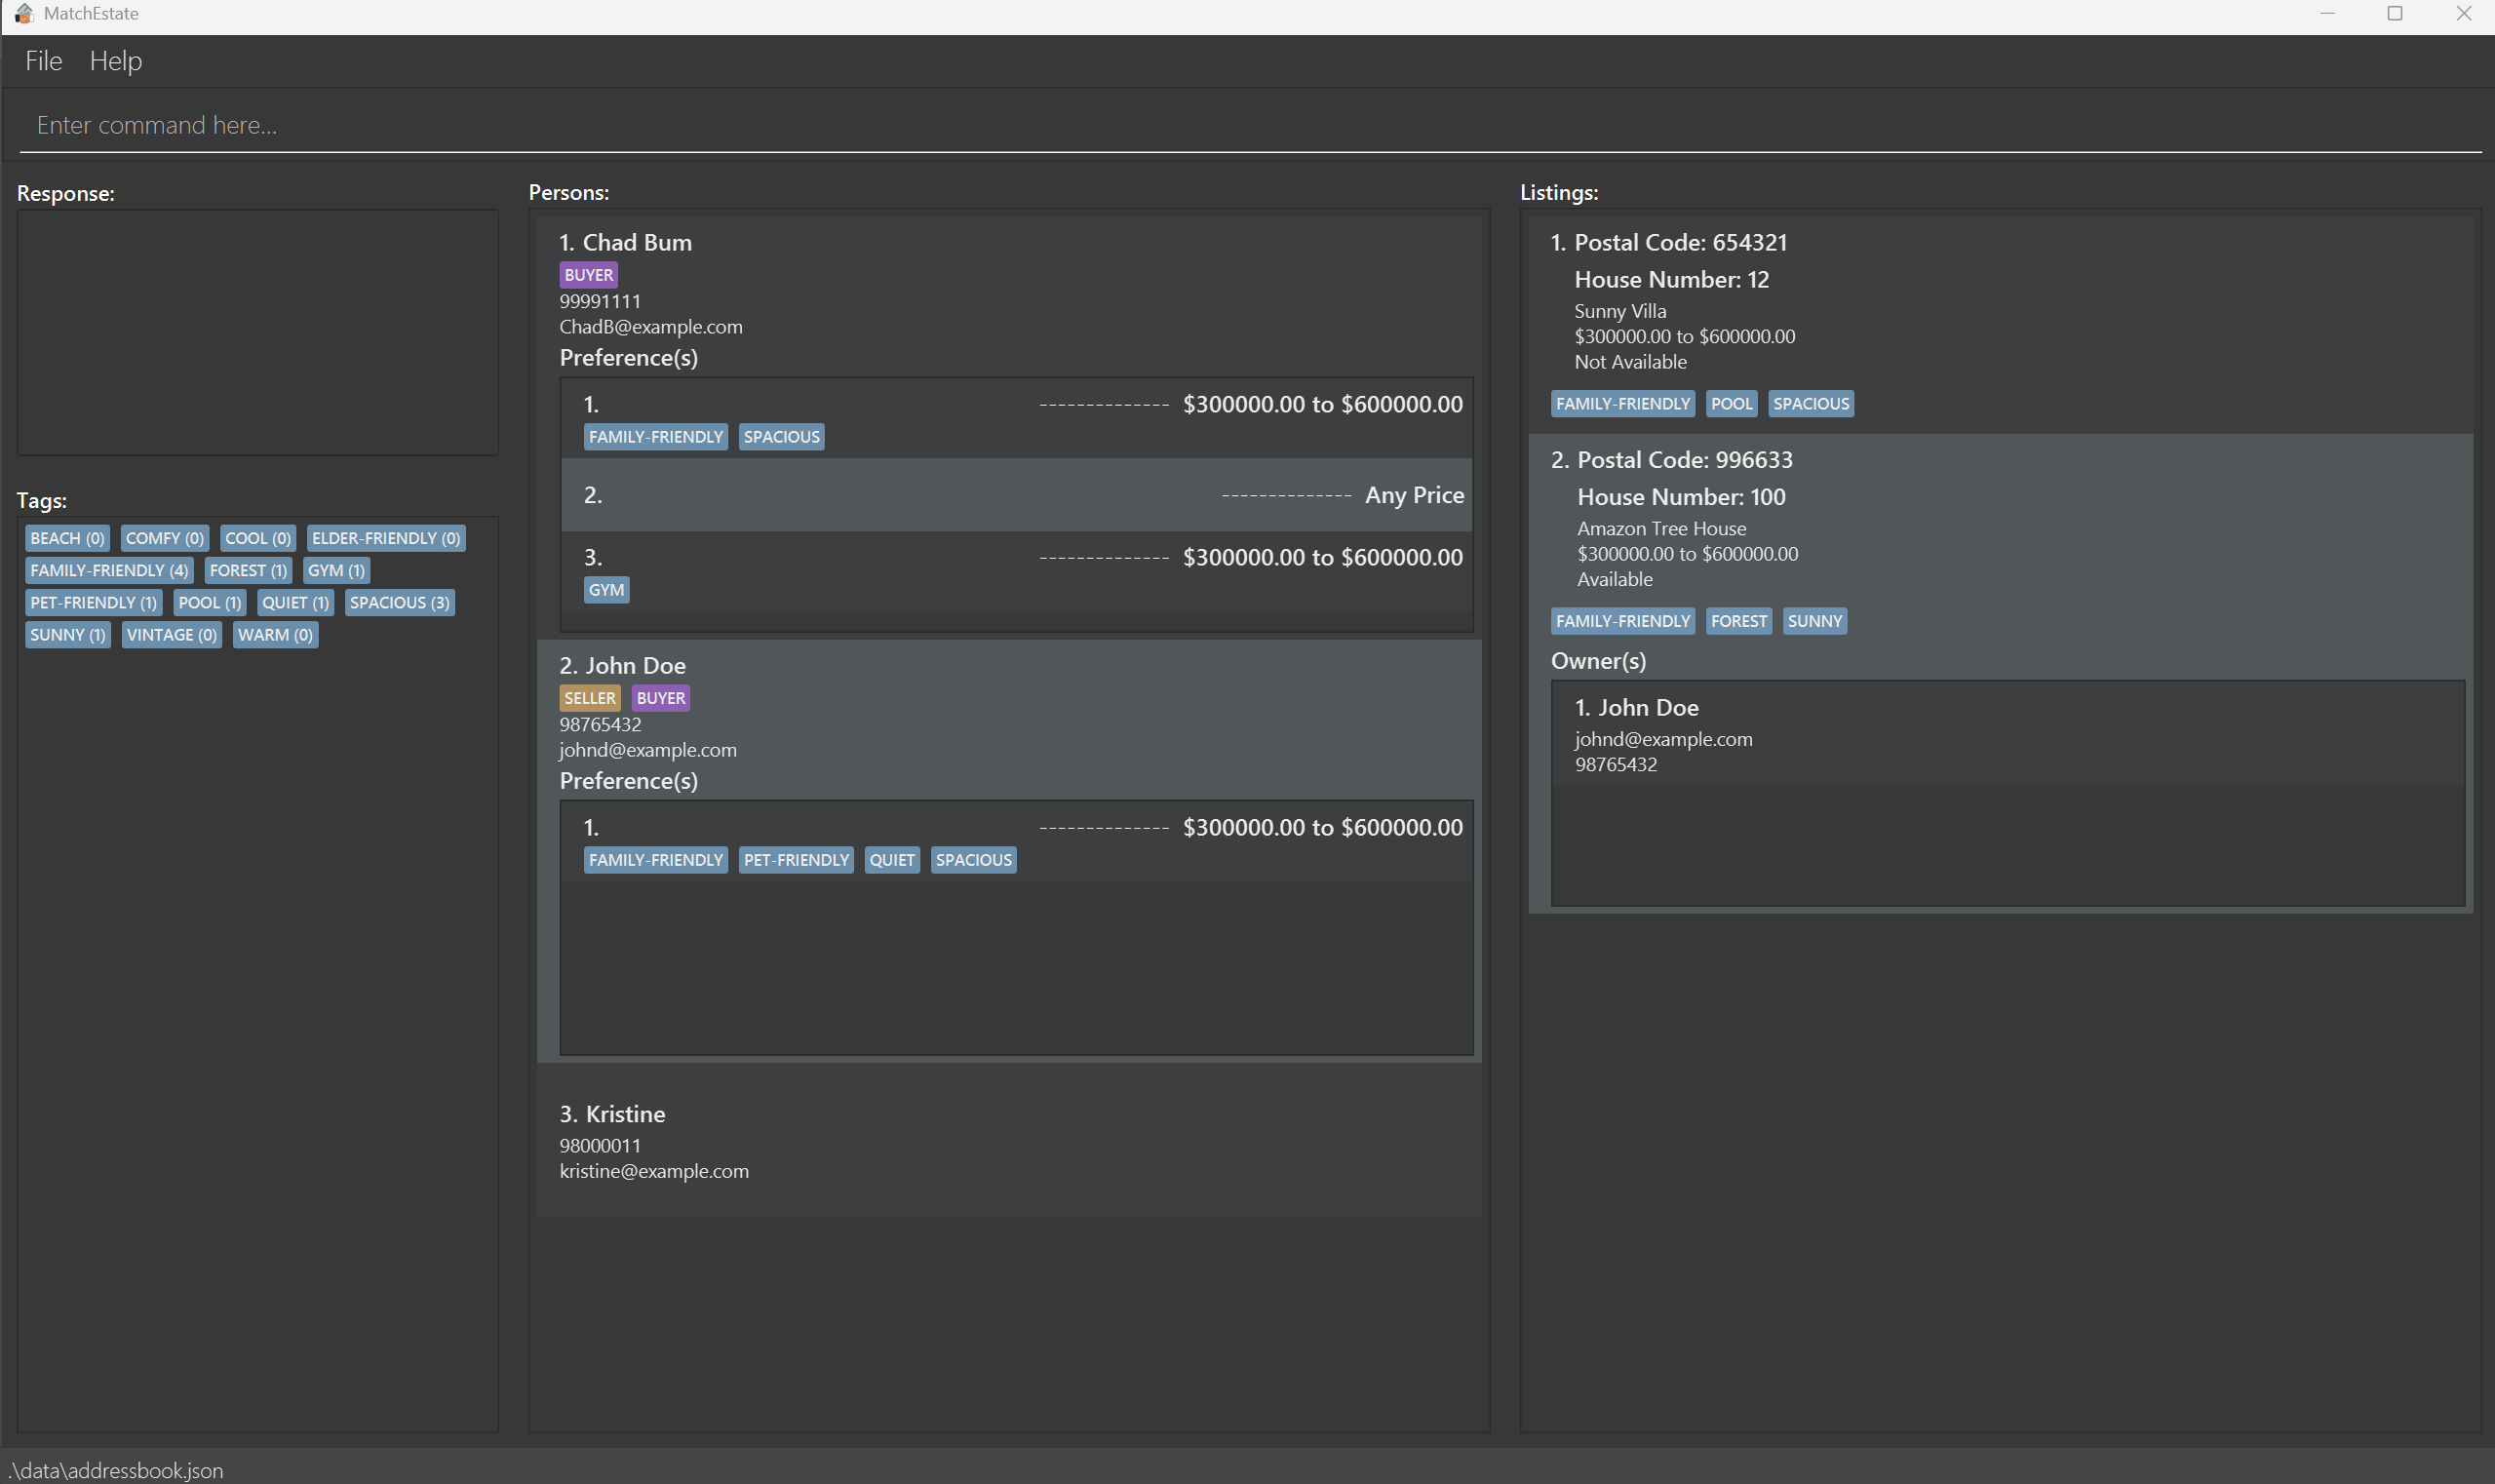 MatchEstate
File Help
Enter command here...
Response:
Tags:
BEACH (0) COMFY (0) COOL (0) ELDER-FRIENDLY (0)
FAMILY-FRIENDLY (4) FOREST (1) GYM (1)
PET-FRIENDLY (1) POOL (1) QUIET (1) SPACIOUS (3)
SUNNY (1) VINTAGE (0) WARM (0)
Persons:
1. Chad Bum
BUYER
99991111
ChadB@example.com
Preference(s)
1. -------------- $300000.00 to $600000.00
FAMILY-FRIENDLY SPACIOUS
2. -------------- Any Price
3. -------------- $300000.00 to $600000.00
GYM
2. John Doe
SELLER BUYER
98765432
johnd@example.com
Preference(s)
1. -------------- $300000.00 to $600000.00
FAMILY-FRIENDLY PET-FRIENDLY QUIET SPACIOUS
3. Kristine
98000011
kristine@example.com
Listings:
1. Postal Code: 654321
House Number: 12
Sunny Villa
$300000.00 to $600000.00
Not Available
FAMILY-FRIENDLY POOL SPACIOUS
2. Postal Code: 996633
House Number: 100
Amazon Tree House
$300000.00 to $600000.00
Available
FAMILY-FRIENDLY FOREST SUNNY
Owner(s)
1. John Doe
johnd@example.com
98765432
.\data\addressbook.json